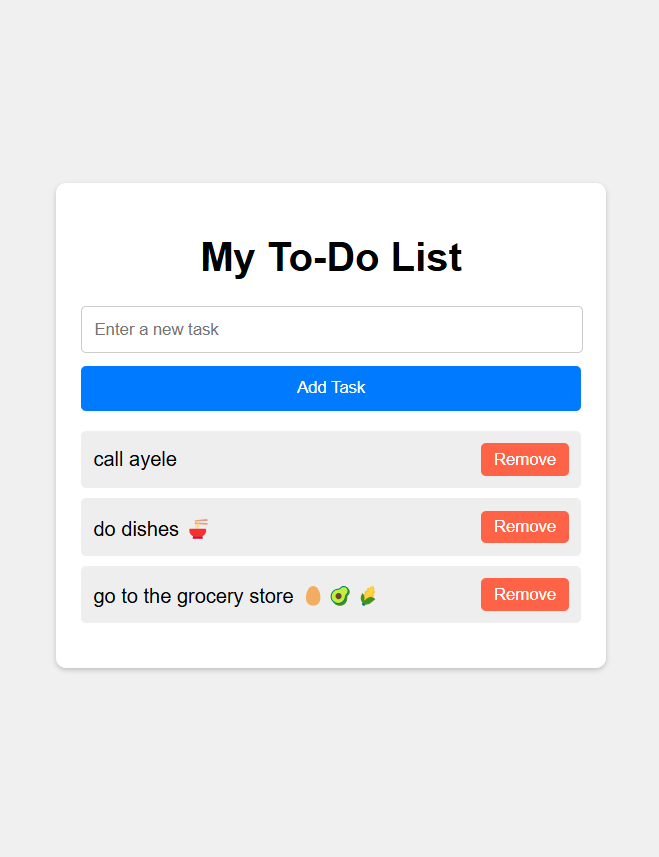 My To-Do List
Enter a new task
Add Task
call ayele Remove
do dishes 🍜 Remove
go to the grocery store 🥚 🥑 🌽 Remove